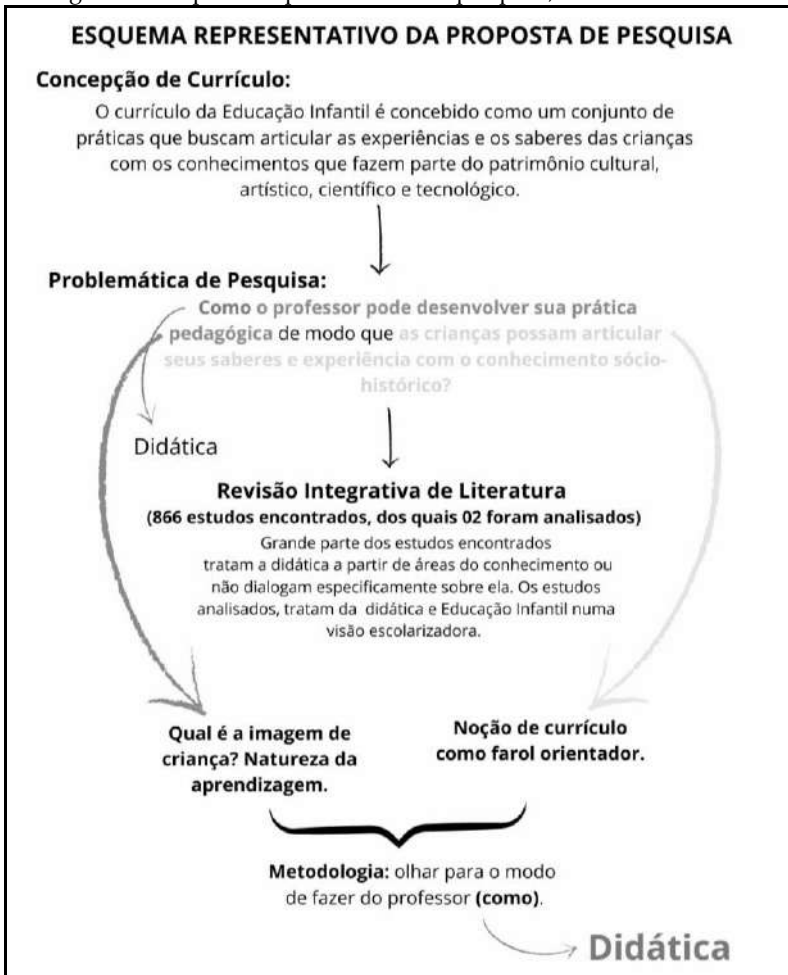 ESQUEMA REPRESENTATIVO DA PROPOSTA DE PESQUISA
Concepção de Currículo:
O currículo da Educação Infantil é concebido como um conjunto de
práticas que buscam articular as experiências e os saberes das crianças
com os conhecimentos que fazem parte do patrimônio cultural,
artístico, científico e tecnológico.
Problemática de Pesquisa:
Como o professor pode desenvolver sua prática
pedagógica de modo que as crianças possam articular
seus saberes e experiência com o conhecimento sócio-
histórico?
Didática
Revisão Integrativa de Literatura
(866 estudos encontrados, dos quais 02 foram analisados)
Grande parte dos estudos encontrados
tratam a didática a partir de áreas do conhecimento ou
não dialogam especificamente sobre ela. Os estudos
analisados, tratam da didática e Educação Infantil numa
visão escolarizadora.
Qual é a imagem de
criança? Natureza da
aprendizagem.
Noção de currículo
como farol orientador.
Metodologia: olhar para o modo
de fazer do professor (como).
Didática